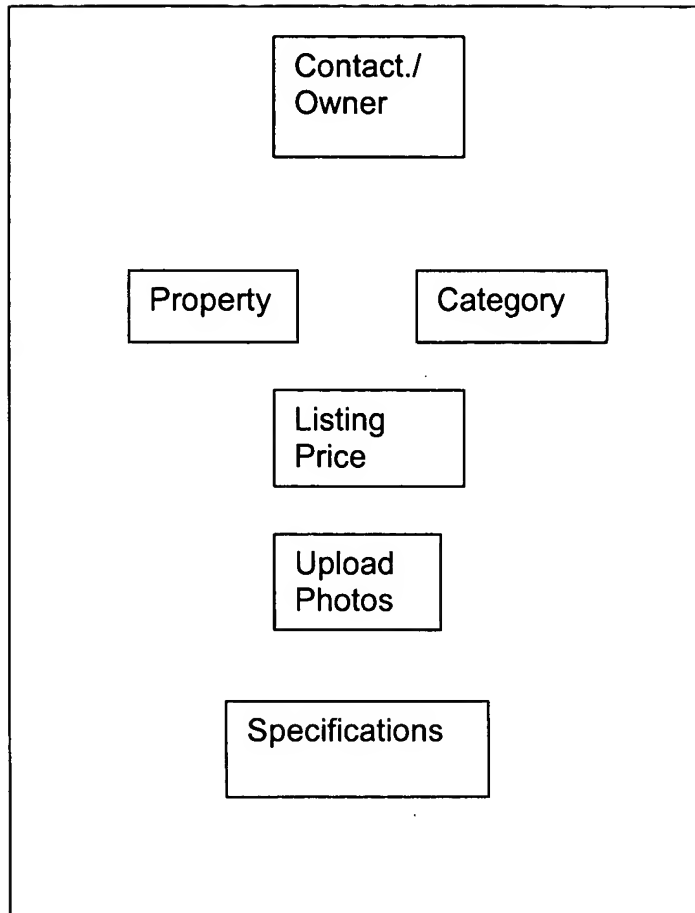 Contact./
Owner
Property
Category
Listing
Price
Upload
Photos
Specifications